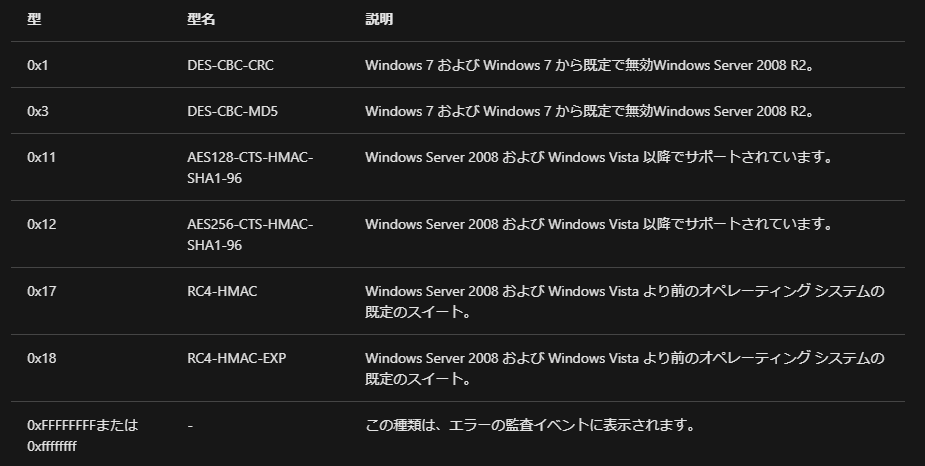 型 型名 説明
0x1 DES-CBC-CRC Windows 7 および Windows 7 から既定で無効Windows Server 2008 R2。
0x3 DES-CBC-MD5 Windows 7 および Windows 7 から既定で無効Windows Server 2008 R2。
0x11 AES128-CTS-HMAC- Windows Server 2008 および Windows Vista 以降でサポートされています。
SHA1-96
0x12 AES256-CTS-HMAC- Windows Server 2008 および Windows Vista 以降でサポートされています。
SHA1-96
0x17 RC4-HMAC Windows Server 2008 および Windows Vista より前のオペレーティング システムの
既定のスイート。
0x18 RC4-HMAC-EXP Windows Server 2008 および Windows Vista より前のオペレーティング システムの
既定のスイート。
0xFFFFFFFFまたは - この種類は、エラーの監査イベントに表示されます。
0xffffffff